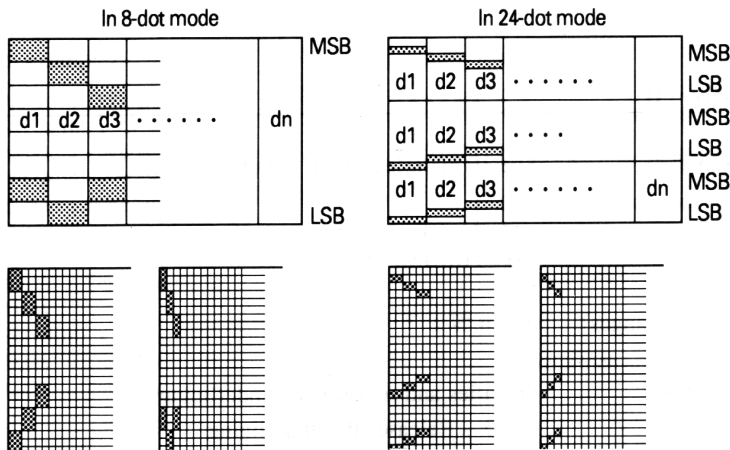 In 8-dot mode
MSB
d1 d2 d3 · · · · · · dn
LSB
In 24-dot mode
MSB
d1 d2 d3 · · · · · ·
LSB
MSB
d1 d2 d3 · · · ·
LSB
MSB
d1 d2 d3 · · · · · · dn
LSB